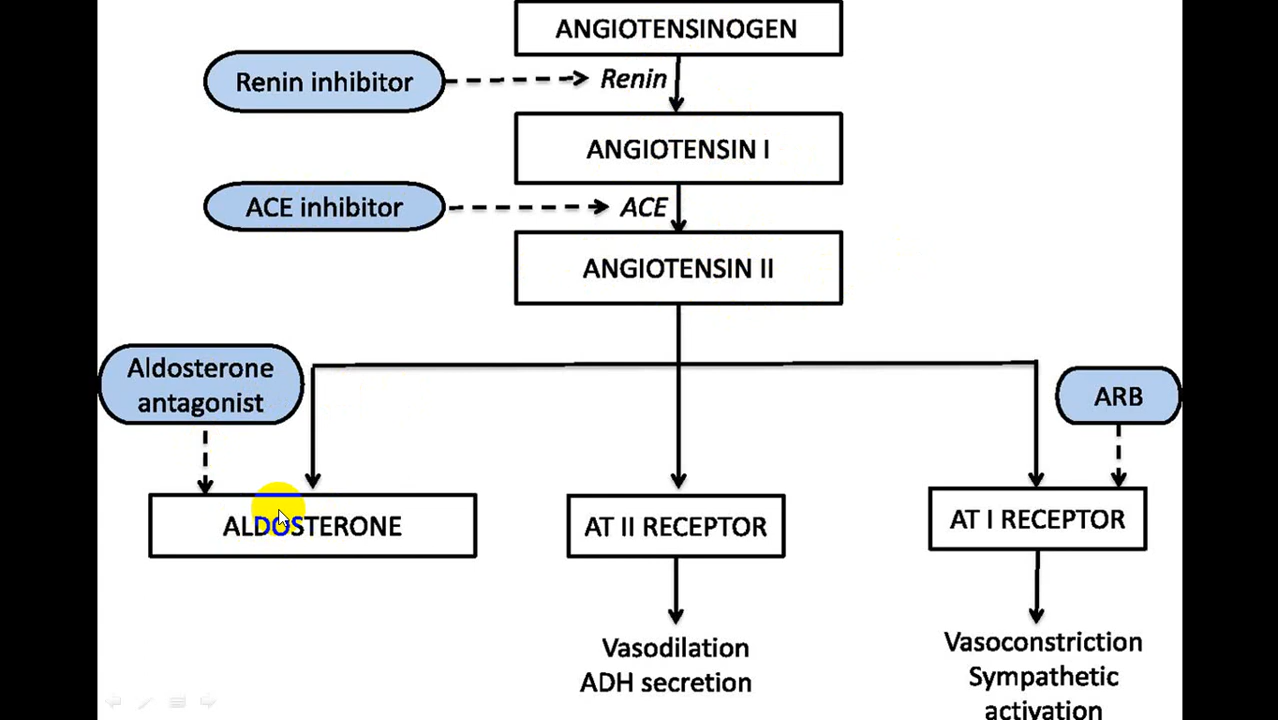 ANGIOTENSINOGEN
Renin inhibitor
Renin
ANGIOTENSIN I
ACE inhibitor
ACE
ANGIOTENSIN II
Aldosterone
antagonist
ARB
ALDOSTERONE
AT II RECEPTOR
AT I RECEPTOR
Vasodilation
ADH secretion
Vasoconstriction
Sympathetic
activation